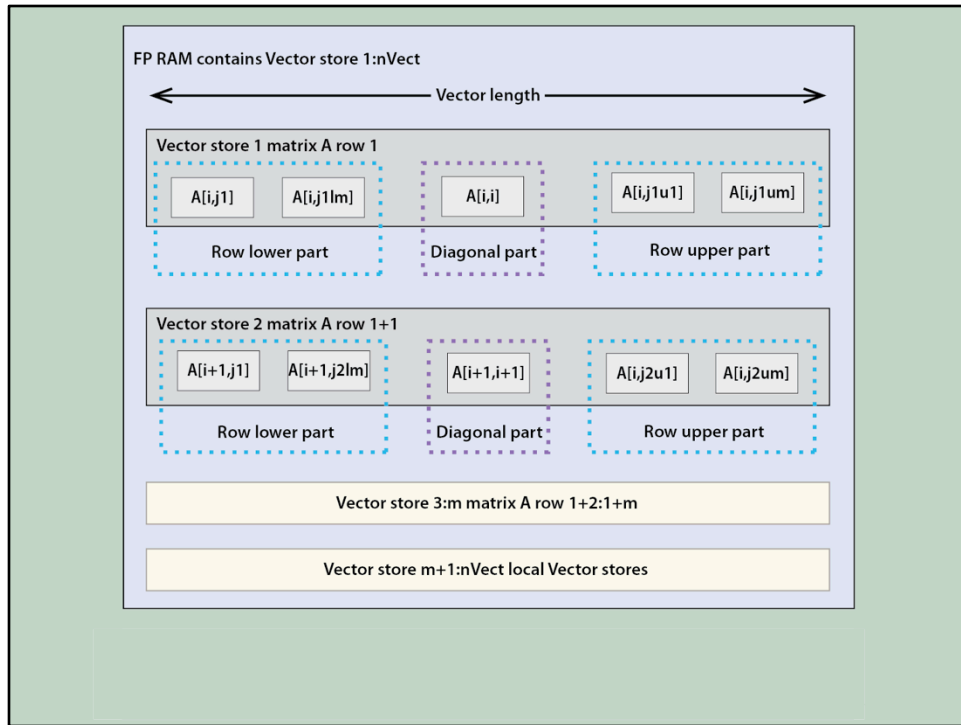 FP RAM contains Vector store 1:nVect
Vector length
Vector store 1 matrix A row 1
A[i,j1] A[i,j1lm] A[i,i] A[i,j1u1] A[i,j1um]
Row lower part Diagonal part Row upper part
Vector store 2 matrix A row 1+1
A[i+1,j1] A[i+1,j2lm] A[i+1,i+1] A[i,j2u1] A[i,j2um]
Row lower part Diagonal part Row upper part
Vector store 3:m matrix A row 1+2:1+m
Vector store m+1:nVect local Vector stores